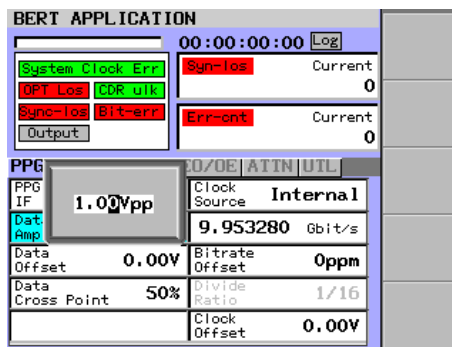 BERT APPLICATION
00:00:00:00 Log
System Clock Err
OPT Los CDR ulk
Sync-los Bit-err
Output
Syn-los Current
0
Err-cnt Current
0
PPG EO/OE ATTN UTL
PPG
IF
1.00Vpp
Clock
Source Internal
Data
Amp
9.953280 Gbit/s
Data
Offset 0.00V
Bitrate
Offset 0ppm
Data
Cross Point 50%
Divide
Ratio 1/16
Clock
Offset 0.00V